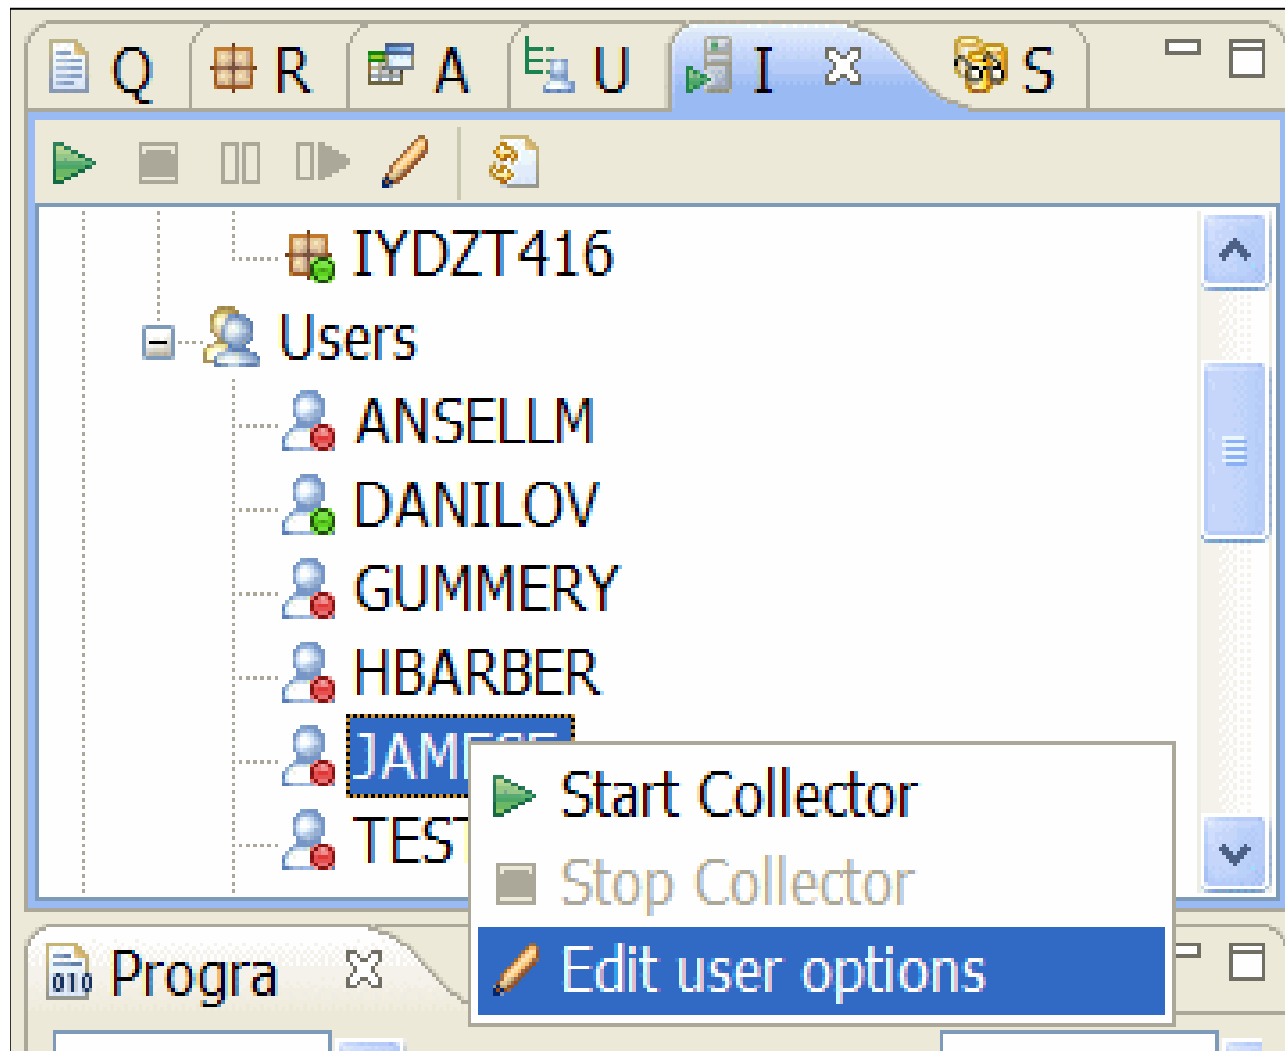 Q R A U I S
IYDZT416
Users
ANSELLM
DANILOV
GUMMERY
HBARBER
Start Collector
Stop Collector
Edit user options
Progra